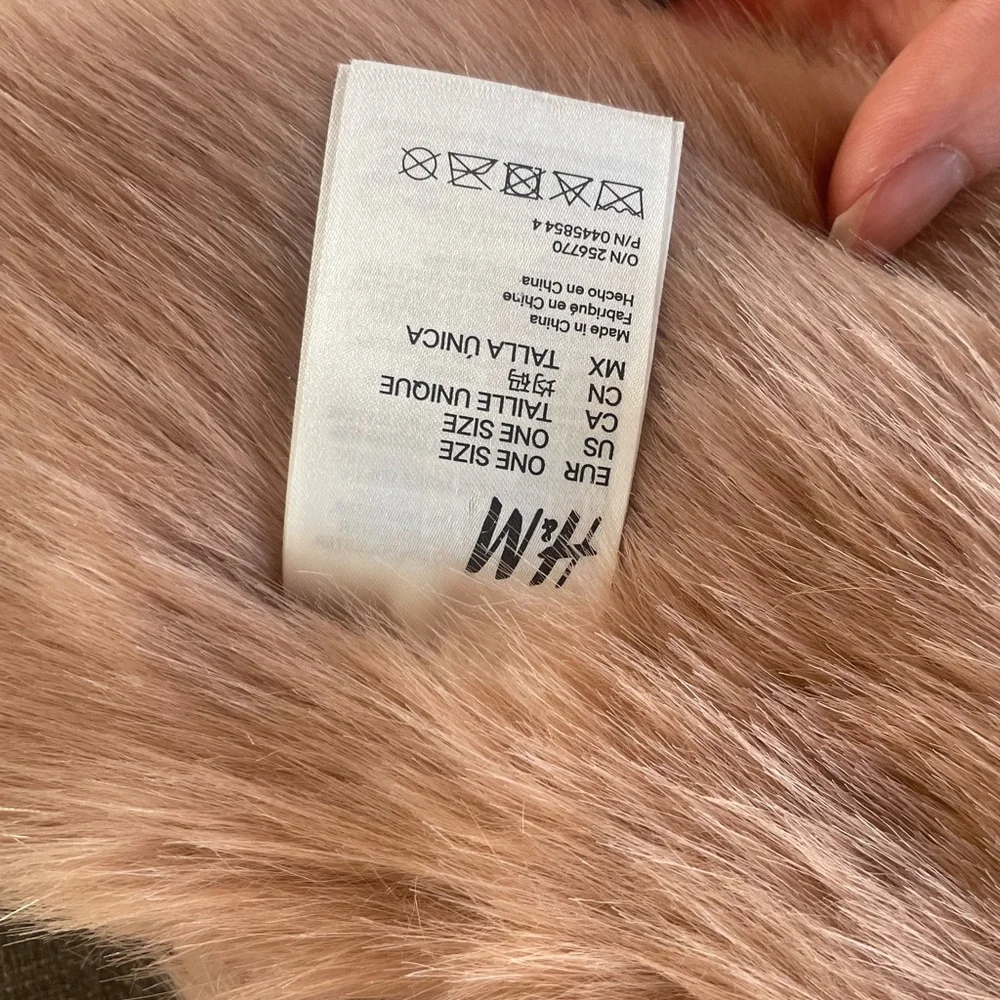 H&M
EUR ONE SIZE
US ONE SIZE
CA TAILLE UNIQUE
CN 均码
MX TALLA ÚNICA
Made in China
Fabriqué en Chine
Hecho en China
O/N 256770
P/N 0445854 4